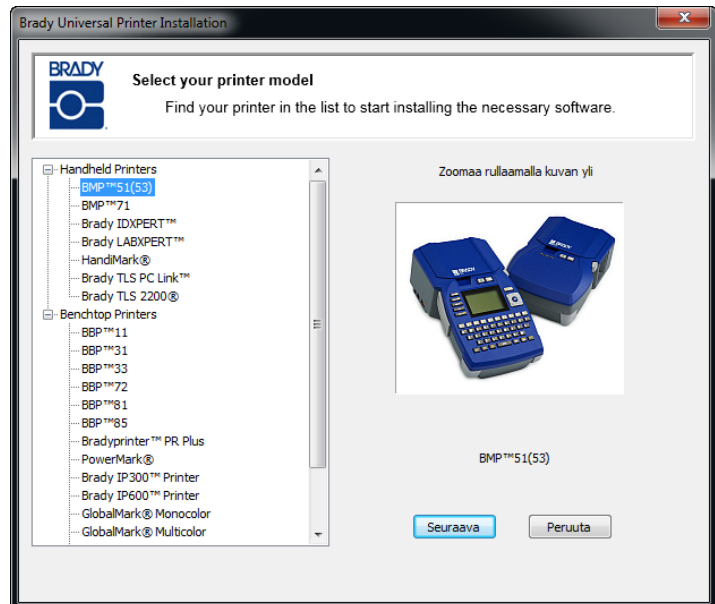 Brady Universal Printer Installation
BRADY
Select your printer model
Find your printer in the list to start installing the necessary software.
Handheld Printers
BMP™51(53)
BMP™71
Brady IDXPERT™
Brady LABXPERT™
HandiMark®
Brady TLS PC Link™
Brady TLS 2200®
Benchtop Printers
BBP™11
BBP™31
BBP™33
BBP™72
BBP™81
BBP™85
Bradyprinter™ PR Plus
PowerMark®
Brady IP300™ Printer
Brady IP600™ Printer
GlobalMark® Monocolor
GlobalMark® Multicolor
Zoomaa rullaamalla kuvan yli
BMP™51(53)
Seuraava
Peruuta